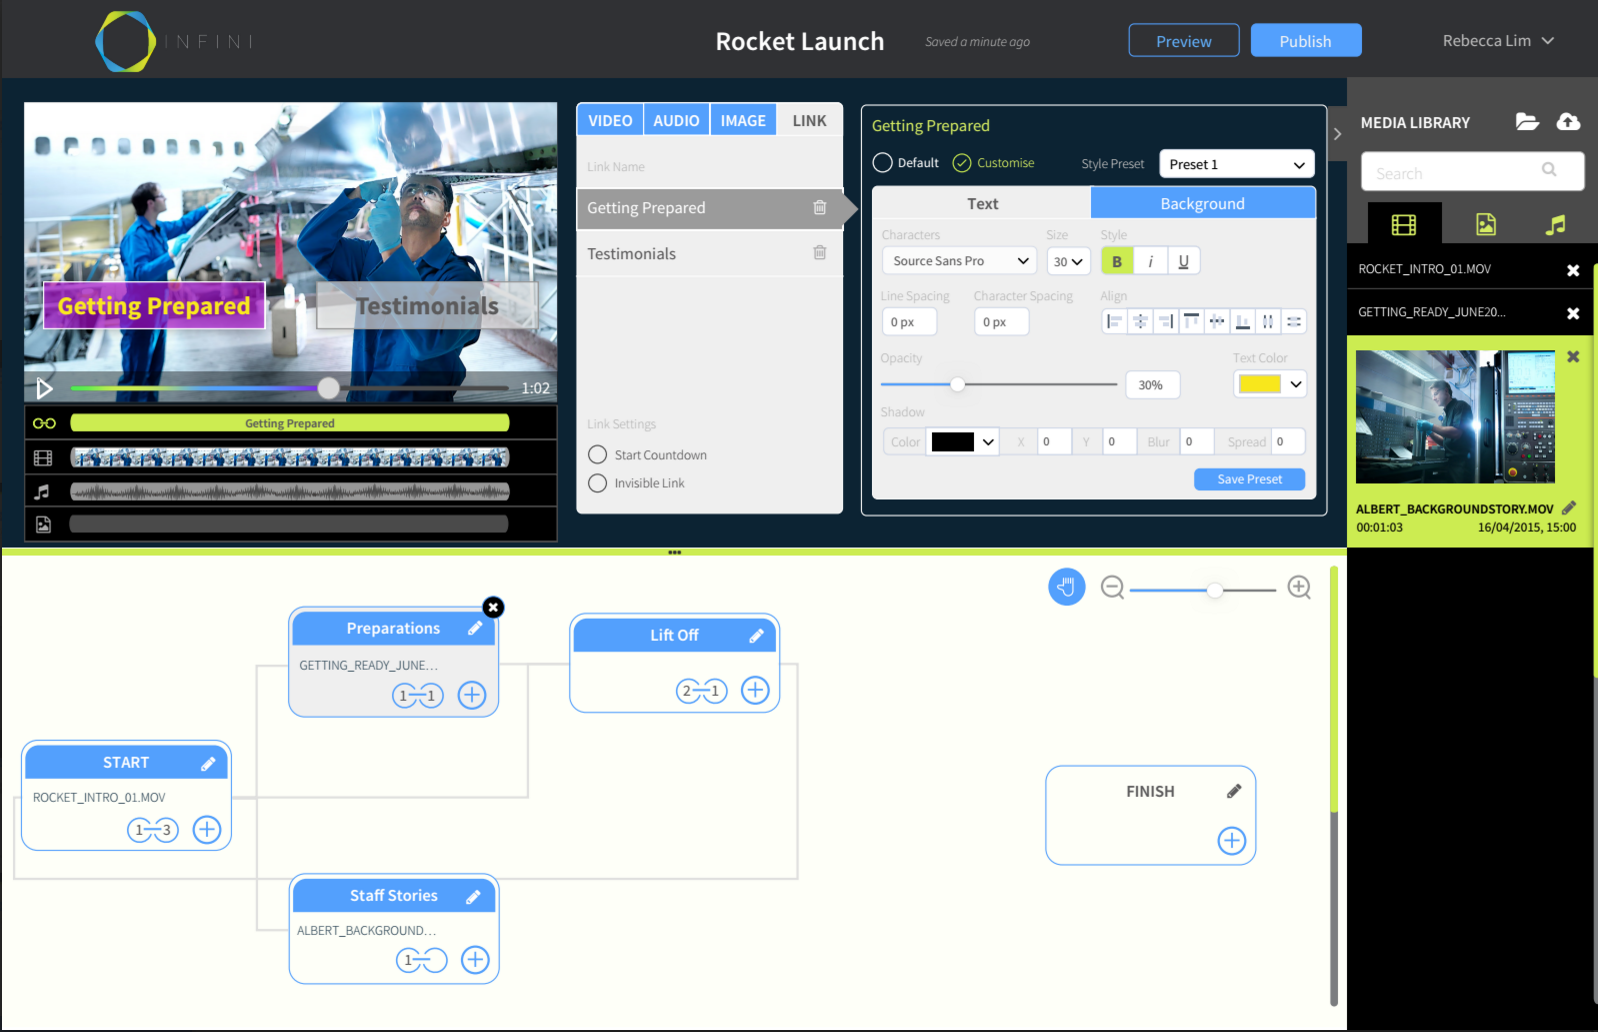 INFINI
Rocket Launch
Saved a minute ago
Preview
Publish
Rebecca Lim
Getting Prepared
Testimonials
1:02
Getting Prepared
VIDEO
AUDIO
IMAGE
LINK
Link Name
Getting Prepared
Testimonials
Link Settings
Start Countdown
Invisible Link
Getting Prepared
Default
Customise
Style Preset
Preset 1
Text
Background
Characters
Size
Style
Source Sans Pro
30
B
i
U
Line Spacing
Character Spacing
Align
0 px
0 px
Opacity
Text Color
30%
Shadow
Color
X
0
Y
0
Blur
0
Spread
0
Save Preset
MEDIA LIBRARY
Search
ROCKET_INTRO_01.MOV
GETTING_READY_JUNE20...
ALBERT_BACKGROUNDSTORY.MOV
00:01:03
16/04/2015, 15:00
Preparations
GETTING_READY_JUNE...
1
1
Lift Off
2
1
START
ROCKET_INTRO_01.MOV
1
3
FINISH
Staff Stories
ALBERT_BACKGROUND...
1